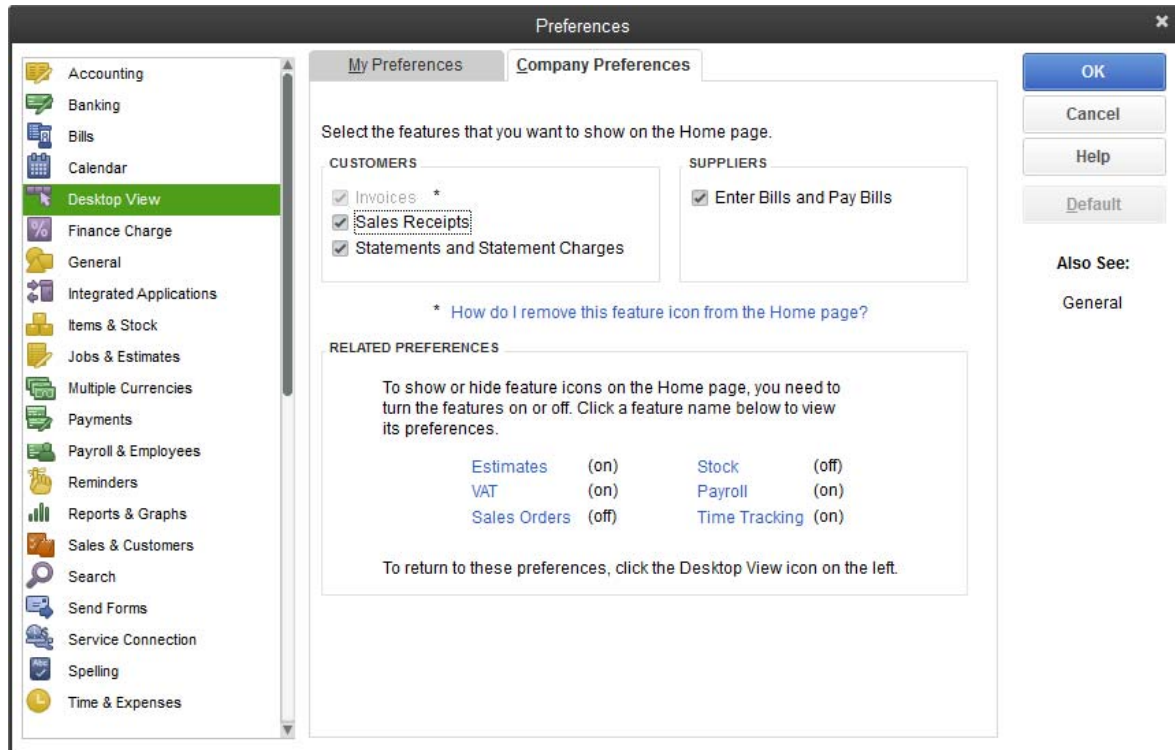 Preferences
Accounting
Banking
Bills
Calendar
Desktop View
Finance Charge
General
Integrated Applications
Items & Stock
Jobs & Estimates
Multiple Currencies
Payments
Payroll & Employees
Reminders
Reports & Graphs
Sales & Customers
Search
Send Forms
Service Connection
Spelling
Time & Expenses
My Preferences
Company Preferences
Select the features that you want to show on the Home page.
CUSTOMERS
Invoices *
Sales Receipts
Statements and Statement Charges
SUPPLIERS
Enter Bills and Pay Bills
* How do I remove this feature icon from the Home page?
RELATED PREFERENCES
To show or hide feature icons on the Home page, you need to
turn the features on or off. Click a feature name below to view
its preferences.
Estimates (on) Stock (off)
VAT (on) Payroll (on)
Sales Orders (off) Time Tracking (on)
To return to these preferences, click the Desktop View icon on the left.
OK
Cancel
Help
Default
Also See:
General